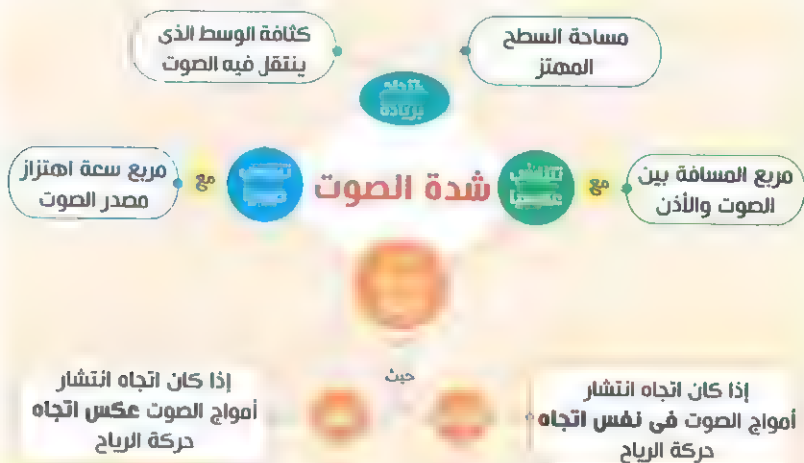 مساحة السطح
المهتز
كثافة الوسط الذى
ينتقل فيه الصوت
تزداد
بزيادة
شدة الصوت
مع
مربع المسافة بين
الصوت والأذن
مع
مربع سعة اهتزاز
مصدر الصوت
حيث
إذا كان اتجاه انتشار
أمواج الصوت فى نفس اتجاه
حركة الرياح
إذا كان اتجاه انتشار
أمواج الصوت عكس اتجاه
حركة الرياح